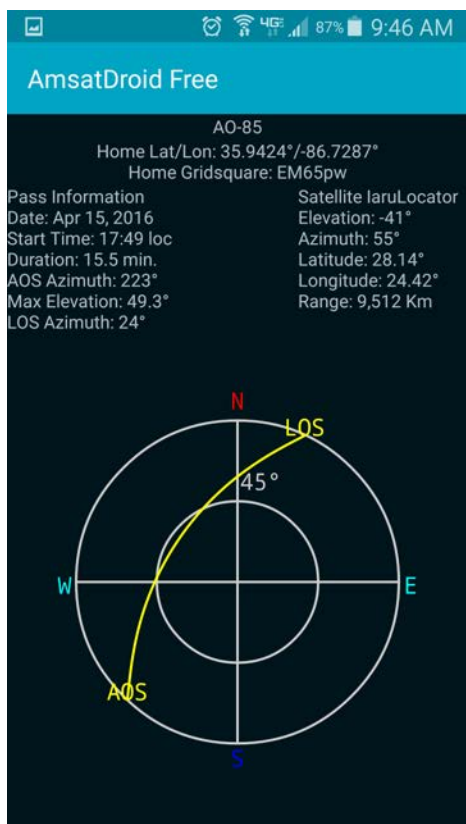 4G 87% 9:46 AM
AmsatDroid Free
AO-85
Home Lat/Lon: 35.9424°/-86.7287°
Home Gridsquare: EM65pw
Pass Information
Date: Apr 15, 2016
Start Time: 17:49 loc
Duration: 15.5 min.
AOS Azimuth: 223°
Max Elevation: 49.3°
LOS Azimuth: 24°
Satellite IaruLocator
Elevation: -41°
Azimuth: 55°
Latitude: 28.14°
Longitude: 24.42°
Range: 9,512 Km
N
LOS
45°
W
E
AOS
S